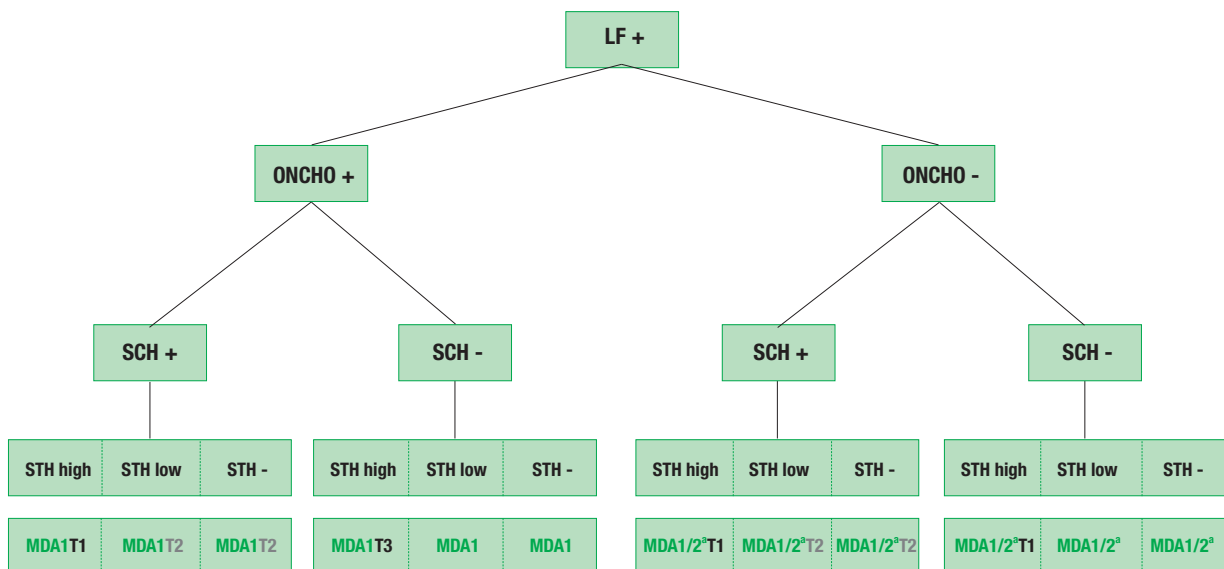 LF +
ONCHO +
ONCHO -
SCH +
SCH -
SCH +
SCH -
STH high STH low STH -
STH high STH low STH -
STH high STH low STH -
STH high STH low STH -
MDA1T1 MDA1T2 MDA1T2
MDA1T3 MDA1 MDA1
MDA1/2ᵃT1 MDA1/2ᵃT2 MDA1/2ᵃT2
MDA1/2ᵃT1 MDA1/2ᵃ MDA1/2ᵃ